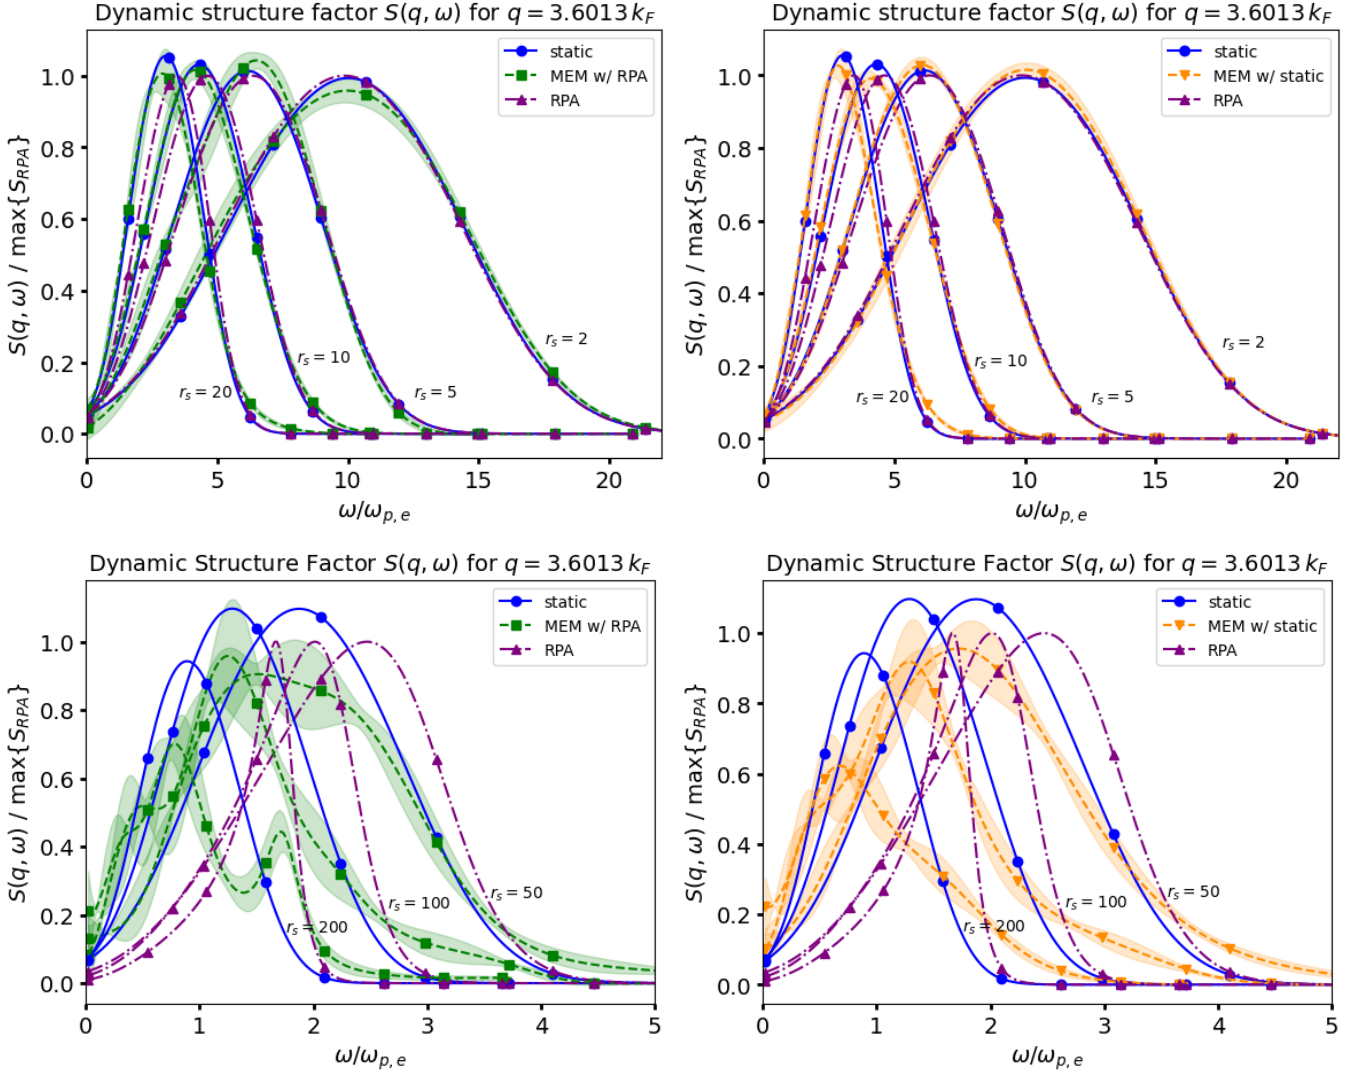 Dynamic structure factor S(q, ω) for q = 3.6013 k_F
S(q, ω) / max{S_RPA}
1.0
0.8
0.6
0.4
0.2
0.0
static
MEM w/ RPA
RPA
r_s = 2
r_s = 10
r_s = 20
r_s = 5
0 5 10 15 20
ω/ω_{p, e}
Dynamic structure factor S(q, ω) for q = 3.6013 k_F
S(q, ω) / max{S_RPA}
1.0
0.8
0.6
0.4
0.2
0.0
static
MEM w/ static
RPA
r_s = 2
r_s = 10
r_s = 20
r_s = 5
0 5 10 15 20
ω/ω_{p, e}
Dynamic Structure Factor S(q, ω) for q = 3.6013 k_F
S(q, ω) / max{S_RPA}
1.0
0.8
0.6
0.4
0.2
0.0
static
MEM w/ RPA
RPA
r_s = 50
r_s = 100
r_s = 200
0 1 2 3 4 5
ω/ω_{p, e}
Dynamic Structure Factor S(q, ω) for q = 3.6013 k_F
S(q, ω) / max{S_RPA}
1.0
0.8
0.6
0.4
0.2
0.0
static
MEM w/ static
RPA
r_s = 50
r_s = 100
r_s = 200
0 1 2 3 4 5
ω/ω_{p, e}